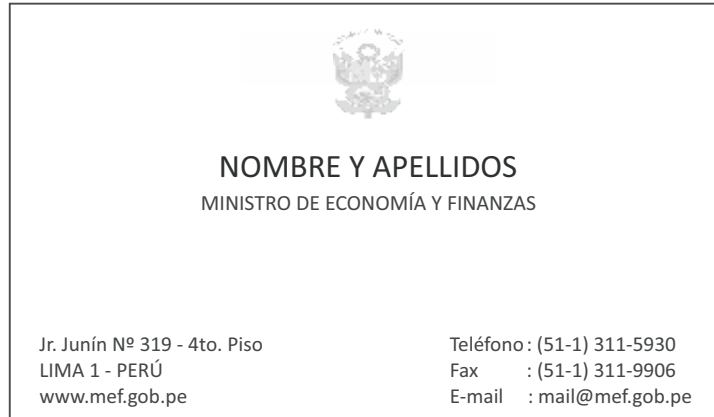 NOMBRE Y APELLIDOS
MINISTRO DE ECONOMÍA Y FINANZAS
Jr. Junín Nº 319 - 4to. Piso
LIMA 1 - PERÚ
www.mef.gob.pe
Teléfono : (51-1) 311-5930
Fax : (51-1) 311-9906
E-mail : mail@mef.gob.pe